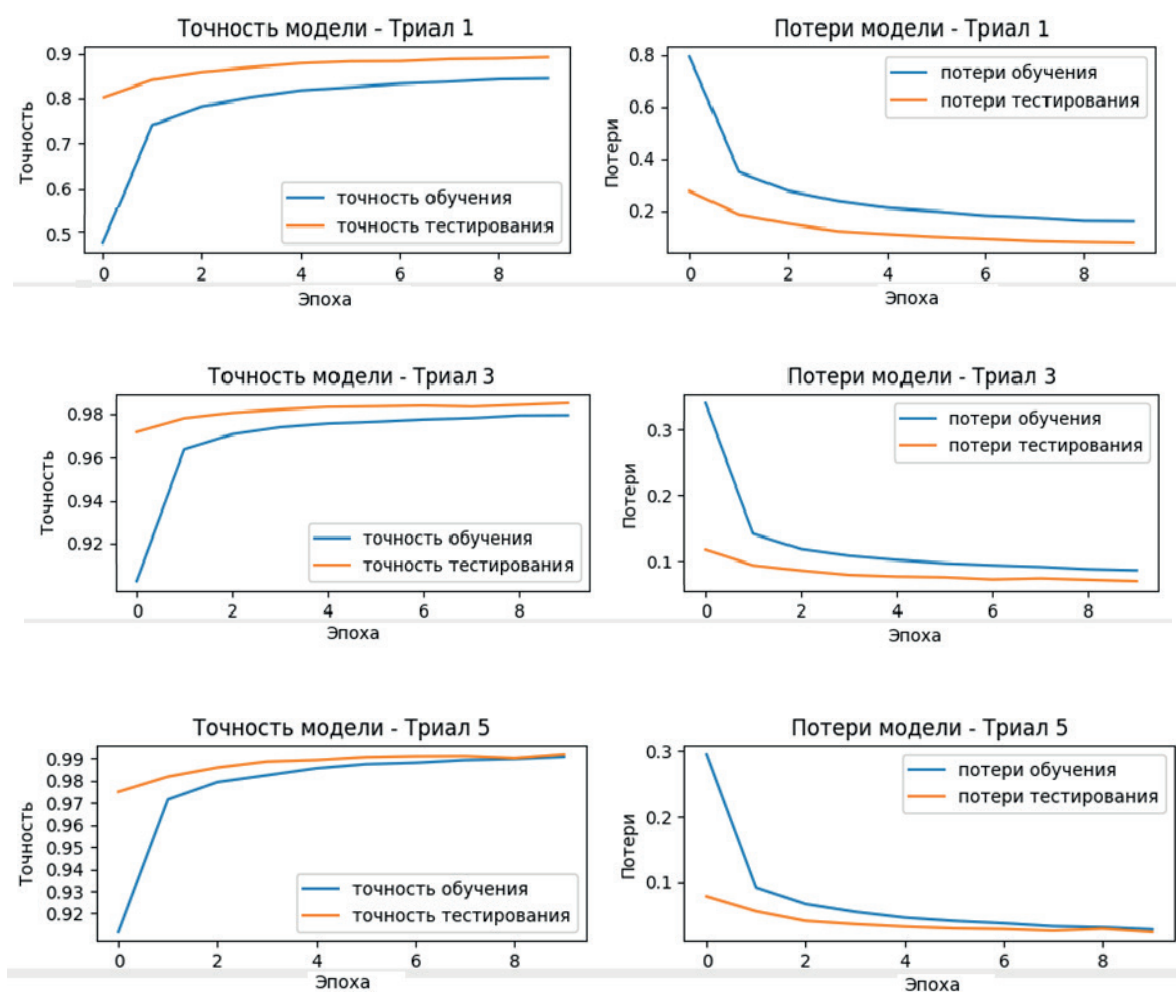 Точность модели - Триал 1
Точность
0.9
0.8
0.7
0.6
0.5
точность обучения
точность тестирования
0 2 4 6 8
Эпоха
Потери модели - Триал 1
Потери
0.8
0.6
0.4
0.2
потери обучения
потери тестирования
0 2 4 6 8
Эпоха
Точность модели - Триал 3
Точность
0.98
0.96
0.94
0.92
точность обучения
точность тестирования
0 2 4 6 8
Эпоха
Потери модели - Триал 3
Потери
0.3
0.2
0.1
потери обучения
потери тестирования
0 2 4 6 8
Эпоха
Точность модели - Триал 5
Точность
0.99
0.98
0.97
0.96
0.95
0.94
0.93
0.92
точность обучения
точность тестирования
0 2 4 6 8
Эпоха
Потери модели - Триал 5
Потери
0.3
0.2
0.1
потери обучения
потери тестирования
0 2 4 6 8
Эпоха